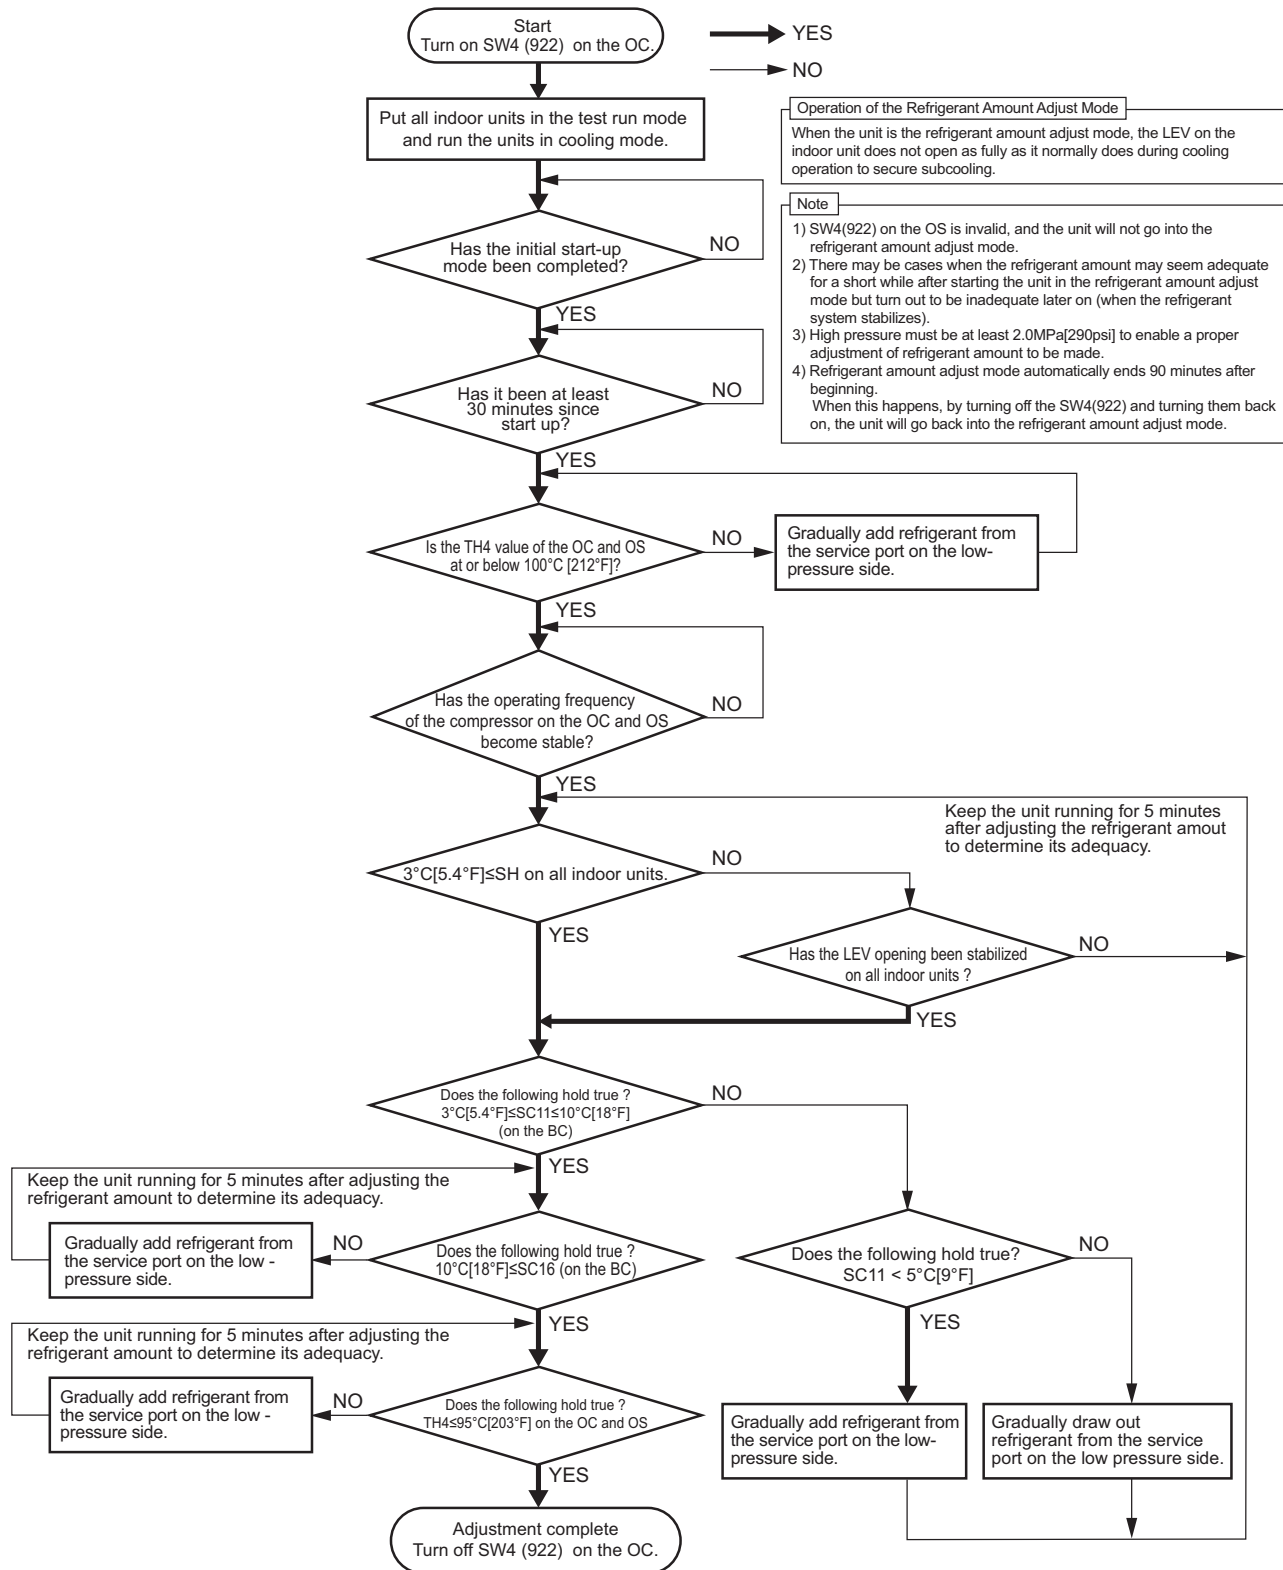 Start
Turn on SW4 (922) on the OC.
YES
NO
Put all indoor units in the test run mode
and run the units in cooling mode.
Operation of the Refrigerant Amount Adjust Mode
When the unit is the refrigerant amount adjust mode, the LEV on the
indoor unit does not open as fully as it normally does during cooling
operation to secure subcooling.
Note
1) SW4(922) on the OS is invalid, and the unit will not go into the
refrigerant amount adjust mode.
2) There may be cases when the refrigerant amount may seem adequate
for a short while after starting the unit in the refrigerant amount adjust
mode but turn out to be inadequate later on (when the refrigerant
system stabilizes).
3) High pressure must be at least 2.0MPa[290psi] to enable a proper
adjustment of refrigerant amount to be made.
4) Refrigerant amount adjust mode automatically ends 90 minutes after
beginning.
When this happens, by turning off the SW4(922) and turning them back
on, the unit will go back into the refrigerant amount adjust mode.
Has the initial start-up
mode been completed?
NO
YES
Has it been at least
30 minutes since
start up?
NO
YES
Is the TH4 value of the OC and OS
at or below 100°C [212°F]?
NO
Gradually add refrigerant from
the service port on the low-
pressure side.
YES
Has the operating frequency
of the compressor on the OC and OS
become stable?
NO
YES
Keep the unit running for 5 minutes
after adjusting the refrigerant amout
to determine its adequacy.
3°C[5.4°F]≤SH on all indoor units.
NO
YES
Has the LEV opening been stabilized
on all indoor units ?
NO
YES
Does the following hold true ?
3°C[5.4°F]≤SC11≤10°C[18°F]
(on the BC)
NO
YES
Keep the unit running for 5 minutes after adjusting the
refrigerant amount to determine its adequacy.
Gradually add refrigerant from
the service port on the low -
pressure side.
NO
Does the following hold true ?
10°C[18°F]≤SC16 (on the BC)
Does the following hold true?
SC11 < 5°C[9°F]
NO
YES
YES
Keep the unit running for 5 minutes after adjusting the
refrigerant amount to determine its adequacy.
Gradually add refrigerant from
the service port on the low -
pressure side.
NO
Does the following hold true ?
TH4≤95°C[203°F] on the OC and OS
Gradually add refrigerant from
the service port on the low-
pressure side.
Gradually draw out
refrigerant from the service
port on the low pressure side.
YES
Adjustment complete
Turn off SW4 (922) on the OC.